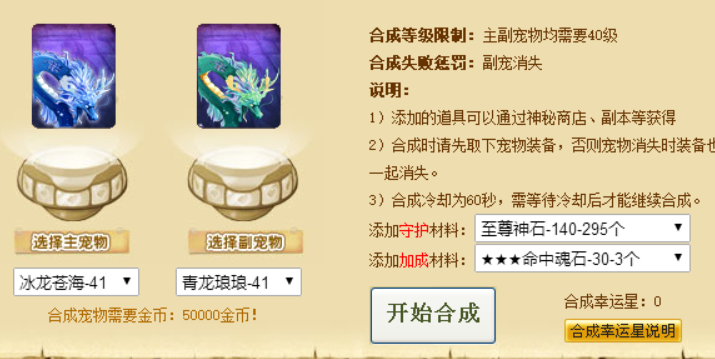 选择主宠物
选择副宠物
冰龙苍海-41
青龙琅琅-41
合成宠物需要金币：50000金币！
合成等级限制：主副宠物均需要40级
合成失败惩罚：副宠消失
说明：
1）添加的道具可以通过神秘商店、副本等获得
2）合成时请先取下宠物装备，否则宠物消失时装备也
一起消失。
3）合成冷却为60秒，需等待冷却后才能继续合成。
添加守护材料：至尊神石-140-295个
添加加成材料：★★★命中魂石-30-3个
开始合成
合成幸运星：0
合成幸运星说明